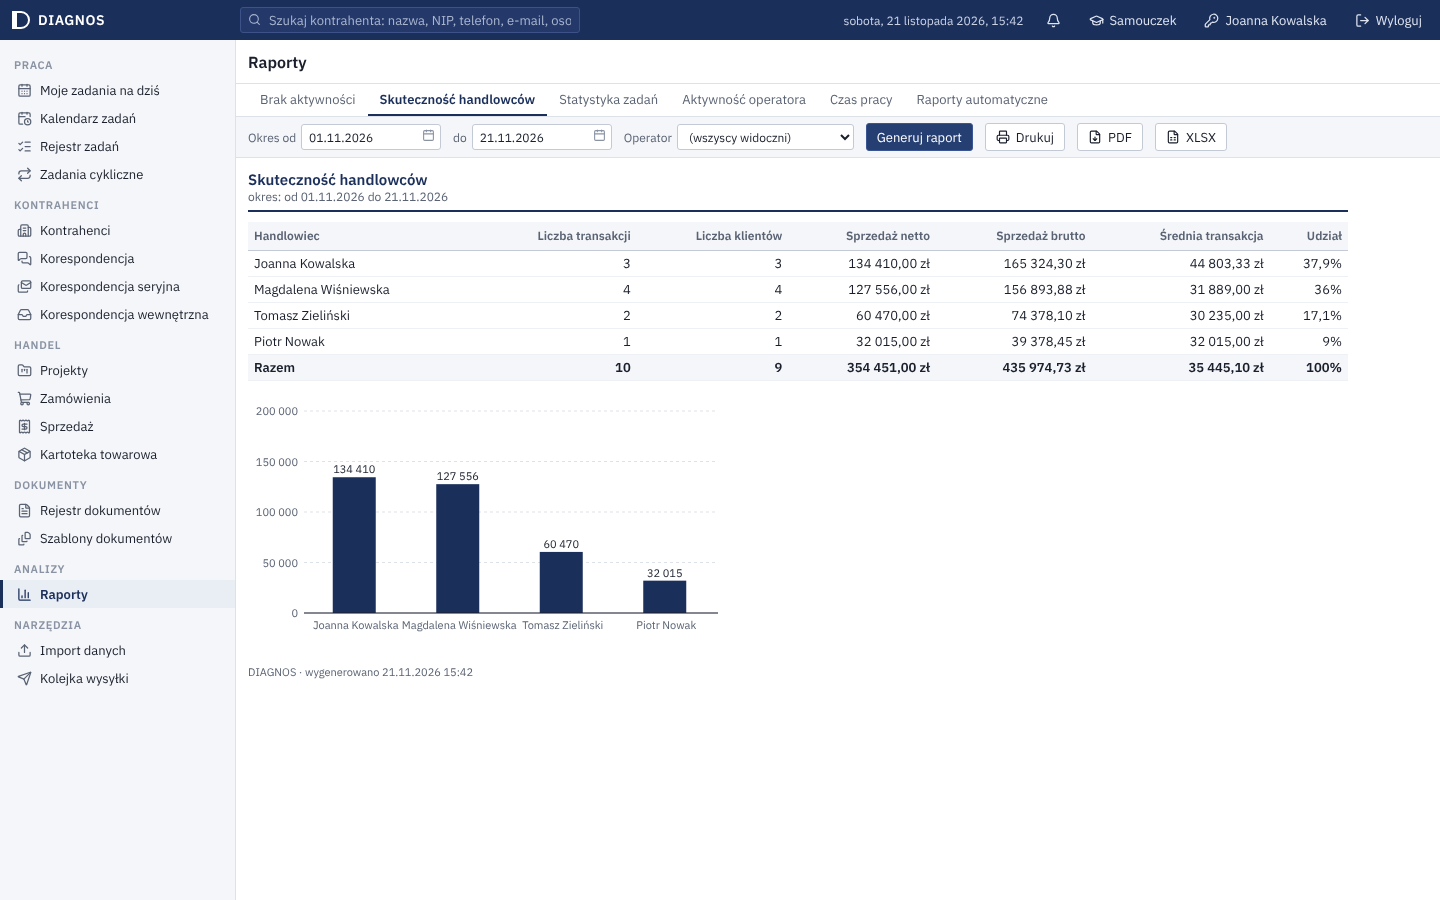 DIAGNOS
Szukaj kontrahenta: nazwa, NIP, telefon, e-mail, oso
sobota, 21 listopada 2026, 15:42
Samouczek
Joanna Kowalska
Wyloguj
PRACA
Moje zadania na dziś
Kalendarz zadań
Rejestr zadań
Zadania cykliczne
KONTRAHENCI
Kontrahenci
Korespondencja
Korespondencja seryjna
Korespondencja wewnętrzna
HANDEL
Projekty
Zamówienia
Sprzedaż
Kartoteka towarowa
DOKUMENTY
Rejestr dokumentów
Szablony dokumentów
ANALIZY
Raporty
NARZĘDZIA
Import danych
Kolejka wysyłki
Raporty
Brak aktywności Skuteczność handlowców Statystyka zadań Aktywność operatora Czas pracy Raporty automatyczne
Okres od 01.11.2026 do 21.11.2026 Operator (wszyscy widoczni) Generuj raport Drukuj PDF XLSX
Skuteczność handlowców
okres: od 01.11.2026 do 21.11.2026
Handlowiec Liczba transakcji Liczba klientów Sprzedaż netto Sprzedaż brutto Średnia transakcja Udział
Joanna Kowalska 3 3 134 410,00 zł 165 324,30 zł 44 803,33 zł 37,9%
Magdalena Wiśniewska 4 4 127 556,00 zł 156 893,88 zł 31 889,00 zł 36%
Tomasz Zieliński 2 2 60 470,00 zł 74 378,10 zł 30 235,00 zł 17,1%
Piotr Nowak 1 1 32 015,00 zł 39 378,45 zł 32 015,00 zł 9%
Razem 10 9 354 451,00 zł 435 974,73 zł 35 445,10 zł 100%
200 000
150 000
134 410 127 556
100 000
60 470
50 000
32 015
0
Joanna Kowalska Magdalena Wiśniewska Tomasz Zieliński Piotr Nowak
DIAGNOS · wygenerowano 21.11.2026 15:42